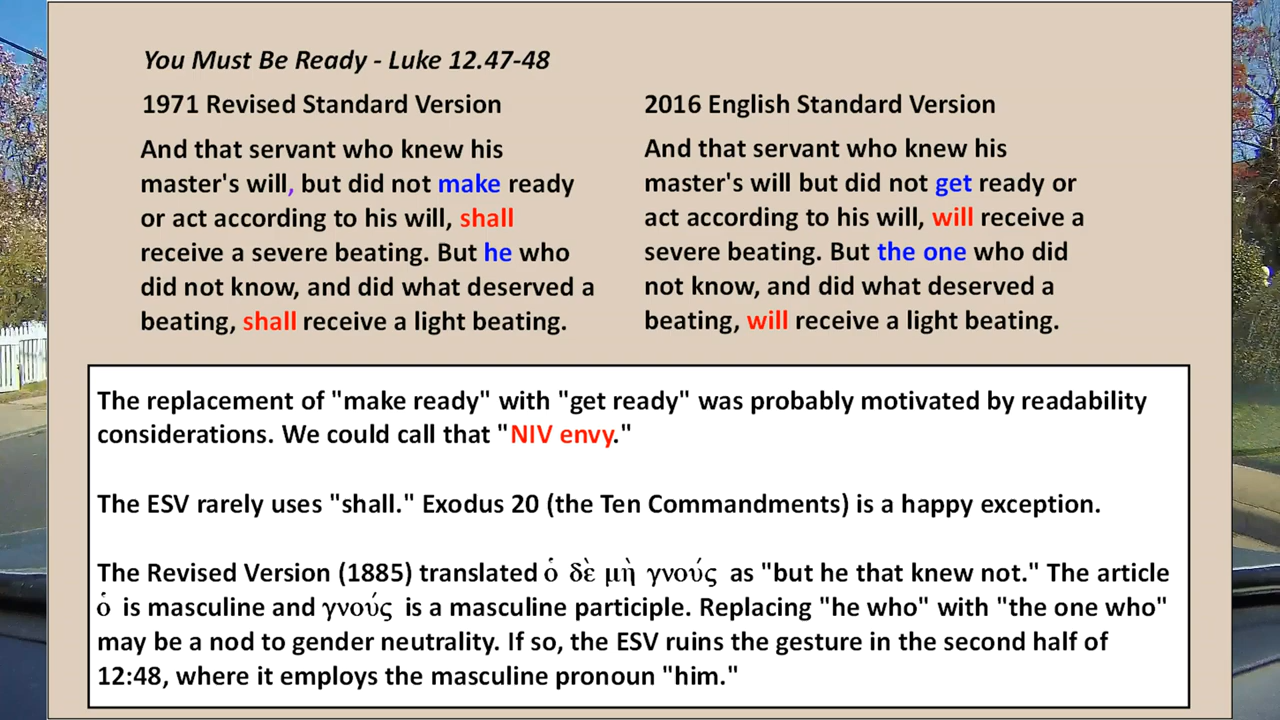 You Must Be Ready - Luke 12.47-48
1971 Revised Standard Version
And that servant who knew his
master's will, but did not make ready
or act according to his will, shall
receive a severe beating. But he who
did not know, and did what deserved a
beating, shall receive a light beating.
2016 English Standard Version
And that servant who knew his
master's will but did not get ready or
act according to his will, will receive a
severe beating. But the one who did
not know, and did what deserved a
beating, will receive a light beating.
The replacement of "make ready" with "get ready" was probably motivated by readability
considerations. We could call that "NIV envy."
The ESV rarely uses "shall." Exodus 20 (the Ten Commandments) is a happy exception.
The Revised Version (1885) translated ὁ δὲ μὴ γνούς as "but he that knew not." The article
ὁ is masculine and γνούς is a masculine participle. Replacing "he who" with "the one who"
may be a nod to gender neutrality. If so, the ESV ruins the gesture in the second half of
12:48, where it employs the masculine pronoun "him."